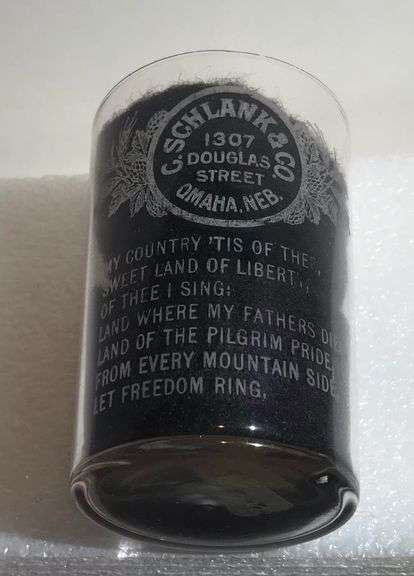 C. SCHLANK & CO.
1307
DOUGLAS
STREET
OMAHA, NEB.
MY COUNTRY 'TIS OF THEE,
SWEET LAND OF LIBERTY,
OF THEE I SING:
LAND WHERE MY FATHERS
LAND OF THE PILGRIM PRIDE,
FROM EVERY MOUNTAIN SIDE,
LET FREEDOM RING,